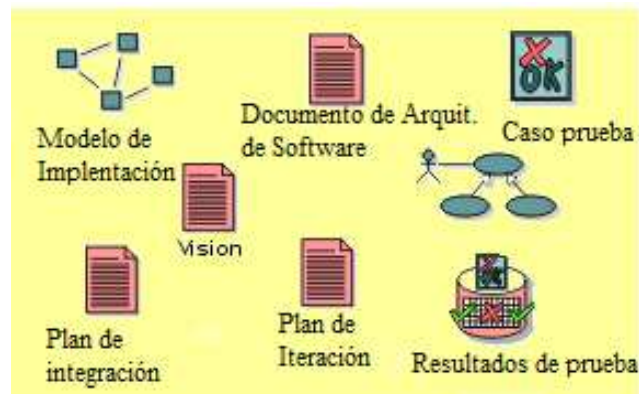 Modelo de
Implentación
Documento de Arquit.
de Software
OK
Caso prueba
Vision
Plan de
integración
Plan de
Iteración
Resultados de prueba